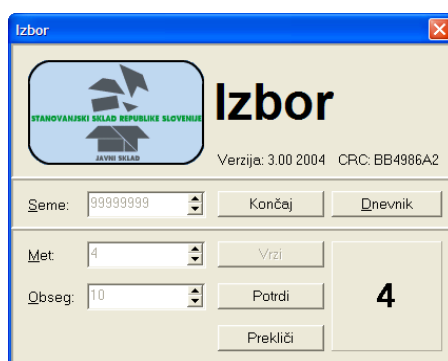 Izbor
STANOVANJSKI SKLAD REPUBLIKE SLOVENIJE
JAVNI SKLAD
Izbor
Verzija: 3.00 2004 CRC: BB4986A2
Seme: 99999999 Končaj Dnevnik
Met: 4 Vrzi
Obseg: 10 Potrdi 4
Prekliči